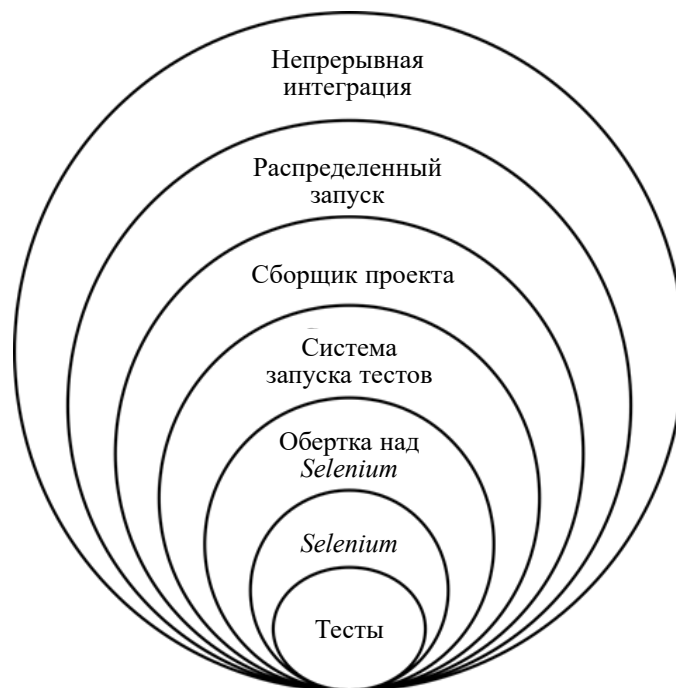 Непрерывная
интеграция
Распределенный
запуск
Сборщик проекта
Система
запуска тестов
Обертка над
Selenium
Selenium
Тесты